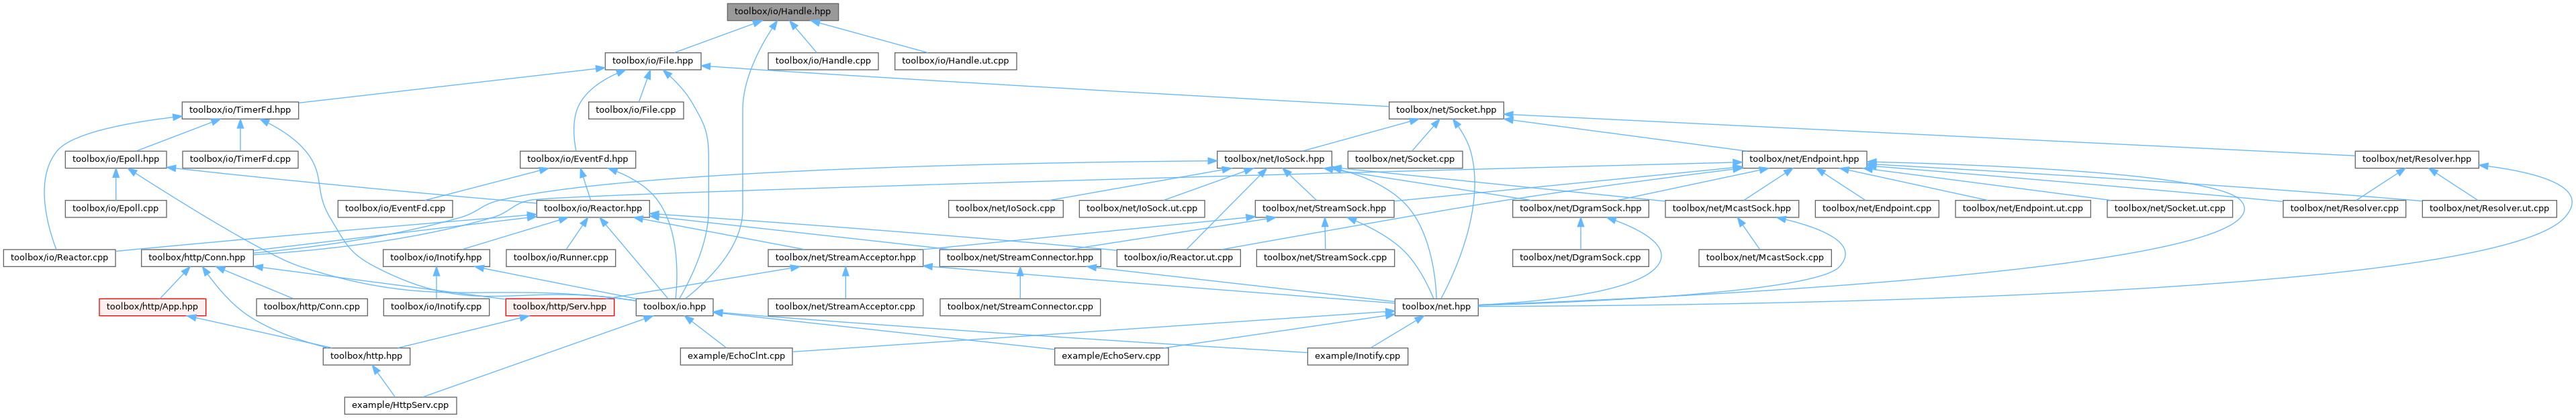 toolbox/io/Handle.hpp
toolbox/io/File.hpp
toolbox/io/Handle.cpp
toolbox/io/Handle.ut.cpp
toolbox/io/TimerFd.hpp
toolbox/io/File.cpp
toolbox/net/Socket.hpp
toolbox/io/Epoll.hpp
toolbox/io/TimerFd.cpp
toolbox/io/EventFd.hpp
toolbox/net/IoSock.hpp
toolbox/net/Socket.cpp
toolbox/net/Endpoint.hpp
toolbox/net/Resolver.hpp
toolbox/io/Epoll.cpp
toolbox/io/EventFd.cpp
toolbox/io/Reactor.hpp
toolbox/net/IoSock.cpp
toolbox/net/IoSock.ut.cpp
toolbox/net/StreamSock.hpp
toolbox/net/DgramSock.hpp
toolbox/net/McastSock.hpp
toolbox/net/Endpoint.cpp
toolbox/net/Endpoint.ut.cpp
toolbox/net/Socket.ut.cpp
toolbox/net/Resolver.cpp
toolbox/net/Resolver.ut.cpp
toolbox/io/Reactor.cpp
toolbox/http/Conn.hpp
toolbox/io/Inotify.hpp
toolbox/io/Runner.cpp
toolbox/net/StreamAcceptor.hpp
toolbox/net/StreamConnector.hpp
toolbox/io/Reactor.ut.cpp
toolbox/net/StreamSock.cpp
toolbox/net/DgramSock.cpp
toolbox/net/McastSock.cpp
toolbox/http/App.hpp
toolbox/http/Conn.cpp
toolbox/io/Inotify.cpp
toolbox/http/Serv.hpp
toolbox/io.hpp
toolbox/net/StreamAcceptor.cpp
toolbox/net/StreamConnector.cpp
toolbox/net.hpp
toolbox/http.hpp
example/EchoClnt.cpp
example/EchoServ.cpp
example/Inotify.cpp
example/HttpServ.cpp